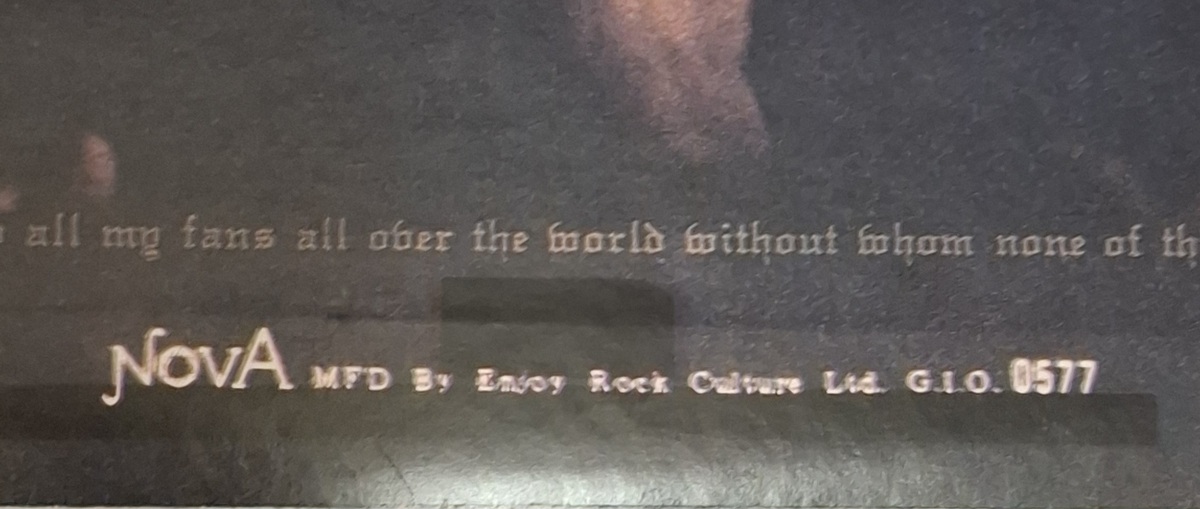 all my fans all over the world without whom none of th
NOVA MFD By Enjoy Rock Culture Ltd. G.I.O. 0577